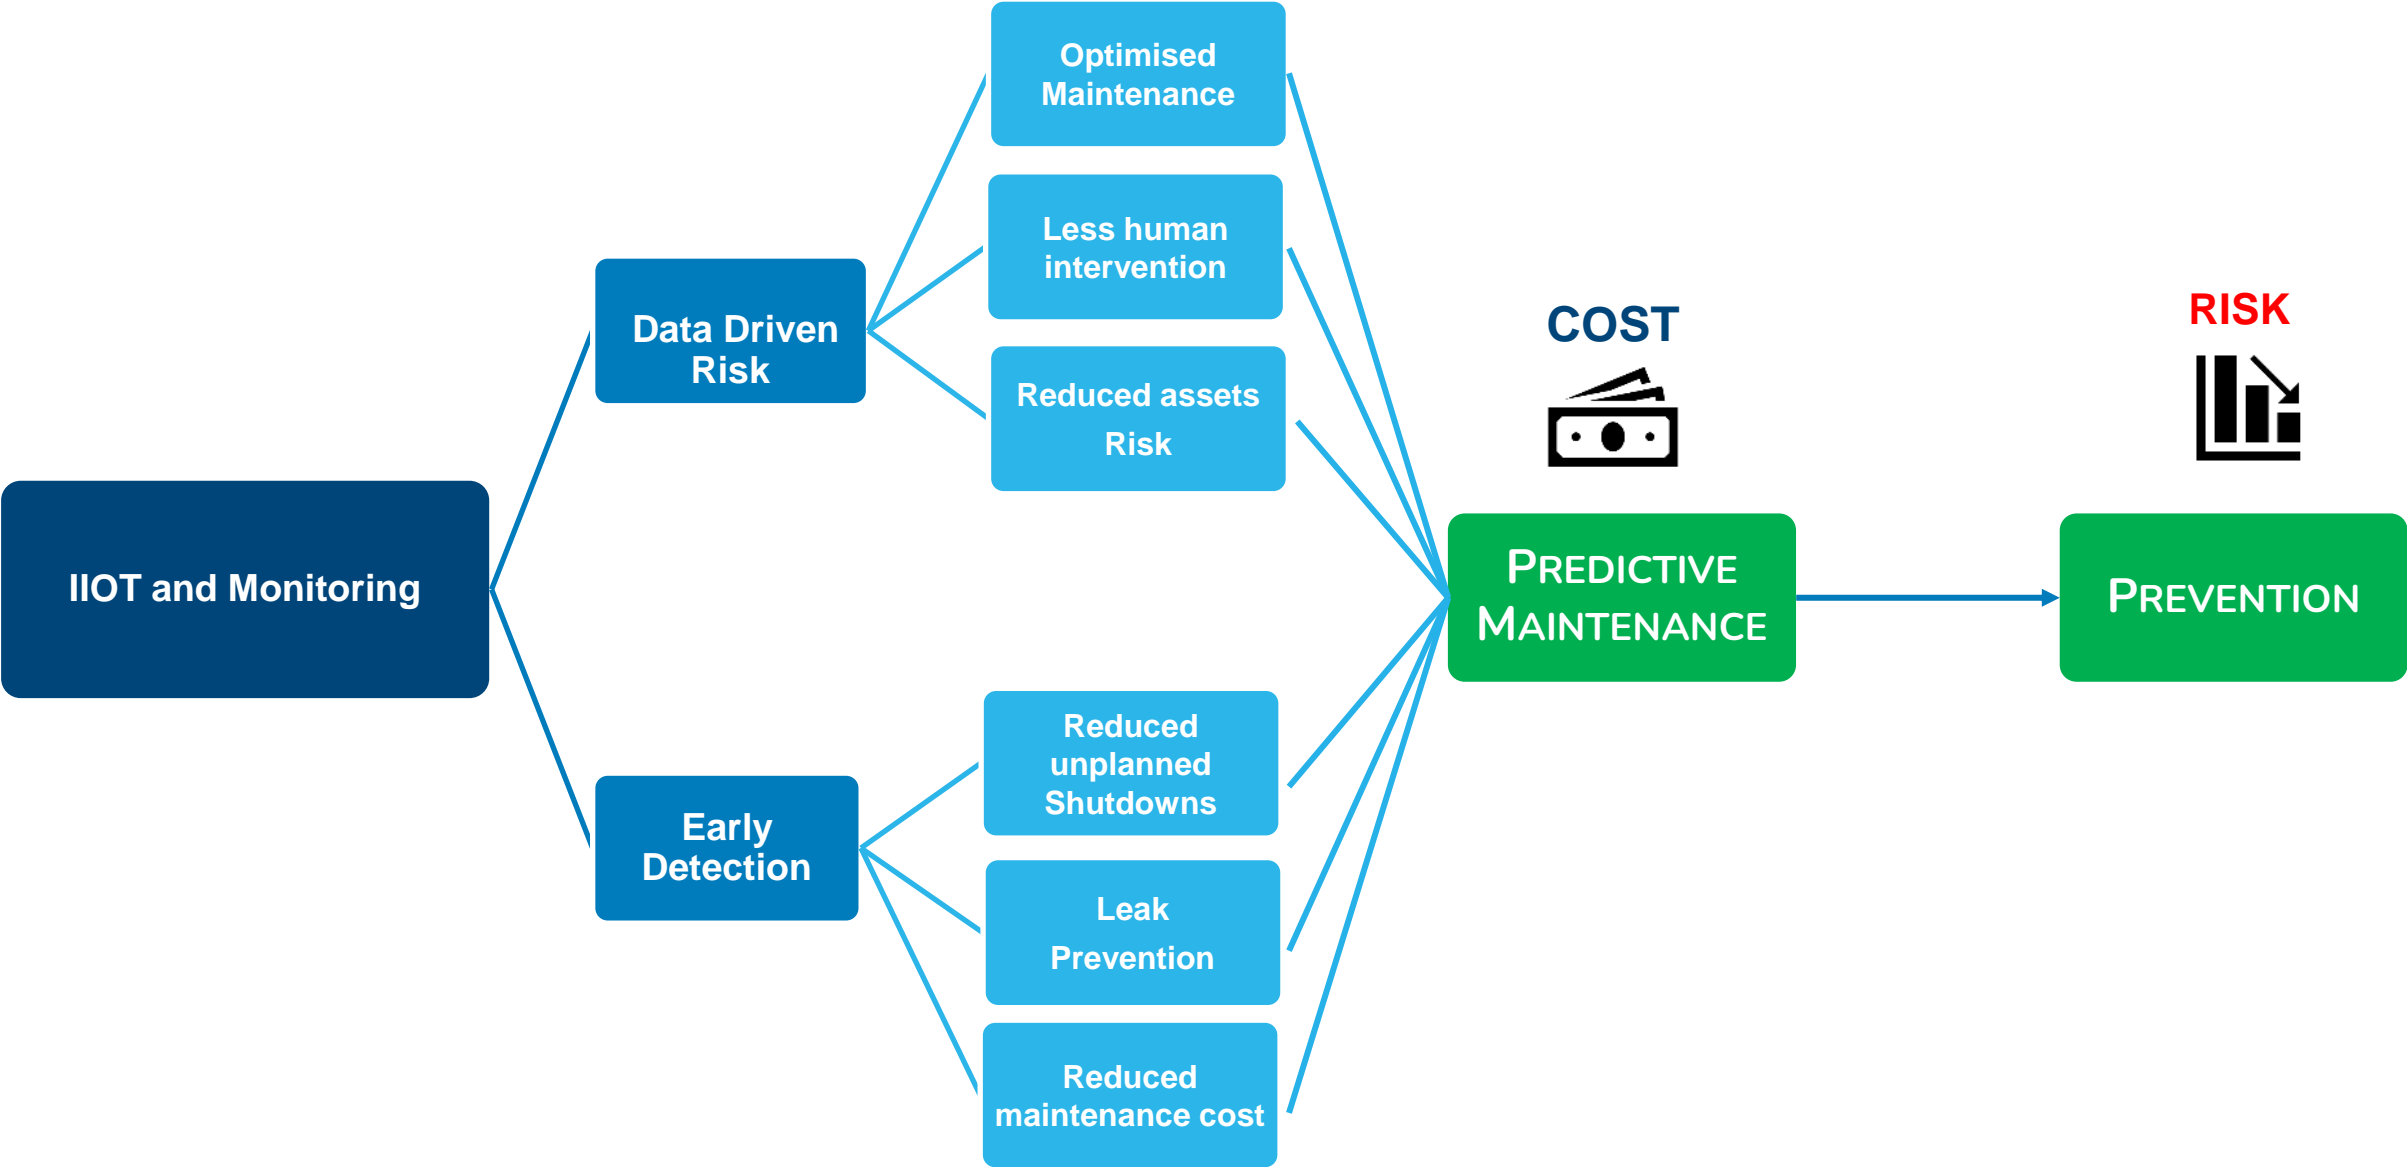 IIOT and Monitoring
Data Driven
Risk
Early
Detection
Optimised
Maintenance
Less human
intervention
Reduced assets
Risk
Reduced
unplanned
Shutdowns
Leak
Prevention
Reduced
maintenance cost
COST
PREDICTIVE
MAINTENANCE
RISK
PREVENTION